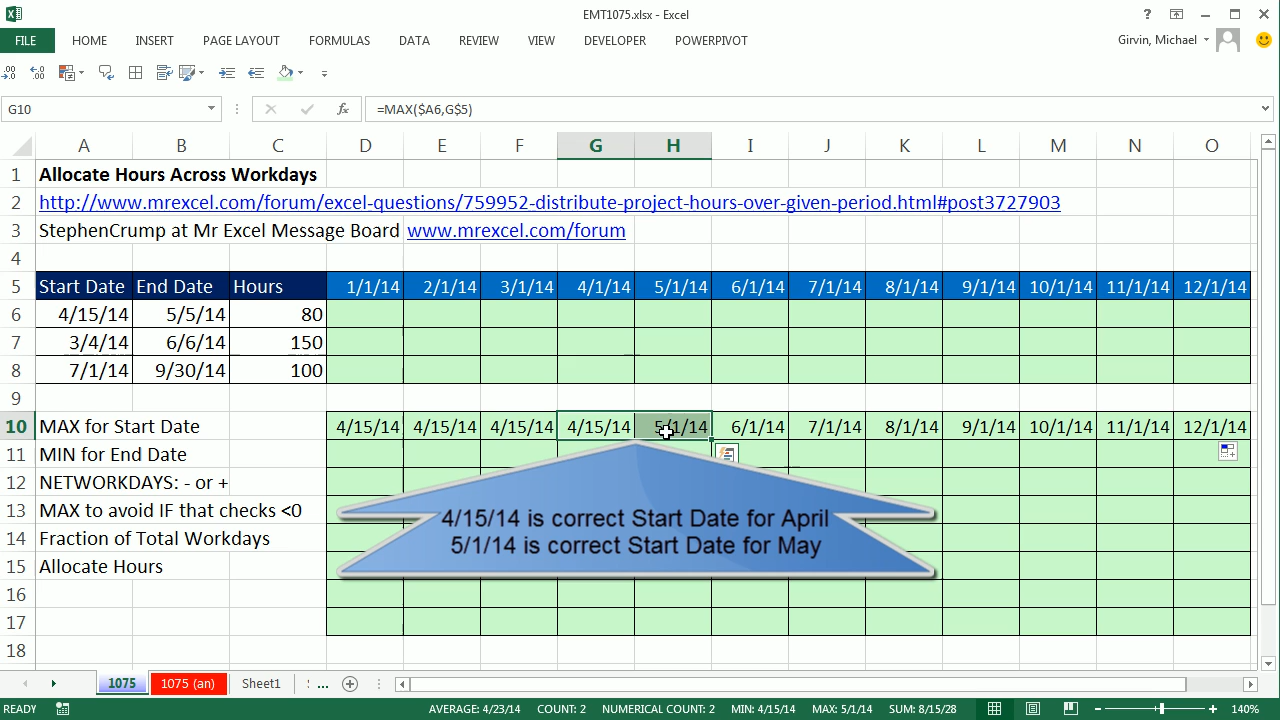 EMT1075.xlsx - Excel
FILE HOME INSERT PAGE LAYOUT FORMULAS DATA REVIEW VIEW DEVELOPER POWERPIVOT Girvin, Michael
G10 =MAX($A6,G$5)
A B C D E F G H I J K L M N O
1 Allocate Hours Across Workdays
2 http://www.mrexcel.com/forum/excel-questions/759952-distribute-project-hours-over-given-period.html#post3727903
3 StephenCrump at Mr Excel Message Board www.mrexcel.com/forum
4
5 Start Date End Date Hours 1/1/14 2/1/14 3/1/14 4/1/14 5/1/14 6/1/14 7/1/14 8/1/14 9/1/14 10/1/14 11/1/14 12/1/14
6 4/15/14 5/5/14 80
7 3/4/14 6/6/14 150
8 7/1/14 9/30/14 100
9
10 MAX for Start Date 4/15/14 4/15/14 4/15/14 4/15/14 5/1/14 6/1/14 7/1/14 8/1/14 9/1/14 10/1/14 11/1/14 12/1/14
11 MIN for End Date
12 NETWORKDAYS: - or +
13 MAX to avoid IF that checks <0
14 Fraction of Total Workdays
15 Allocate Hours
16
17
18
4/15/14 is correct Start Date for April
5/1/14 is correct Start Date for May
1075 1075 (an) Sheet1 ...
READY AVERAGE: 4/23/14 COUNT: 2 NUMERICAL COUNT: 2 MIN: 4/15/14 MAX: 5/1/14 SUM: 8/15/28 140%